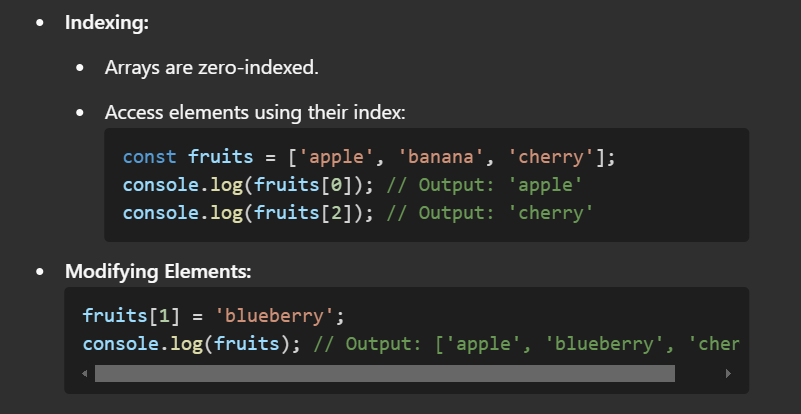 Indexing:
Arrays are zero-indexed.
Access elements using their index:
const fruits = ['apple', 'banana', 'cherry'];
console.log(fruits[0]); // Output: 'apple'
console.log(fruits[2]); // Output: 'cherry'
Modifying Elements:
fruits[1] = 'blueberry';
console.log(fruits); // Output: ['apple', 'blueberry', 'cher